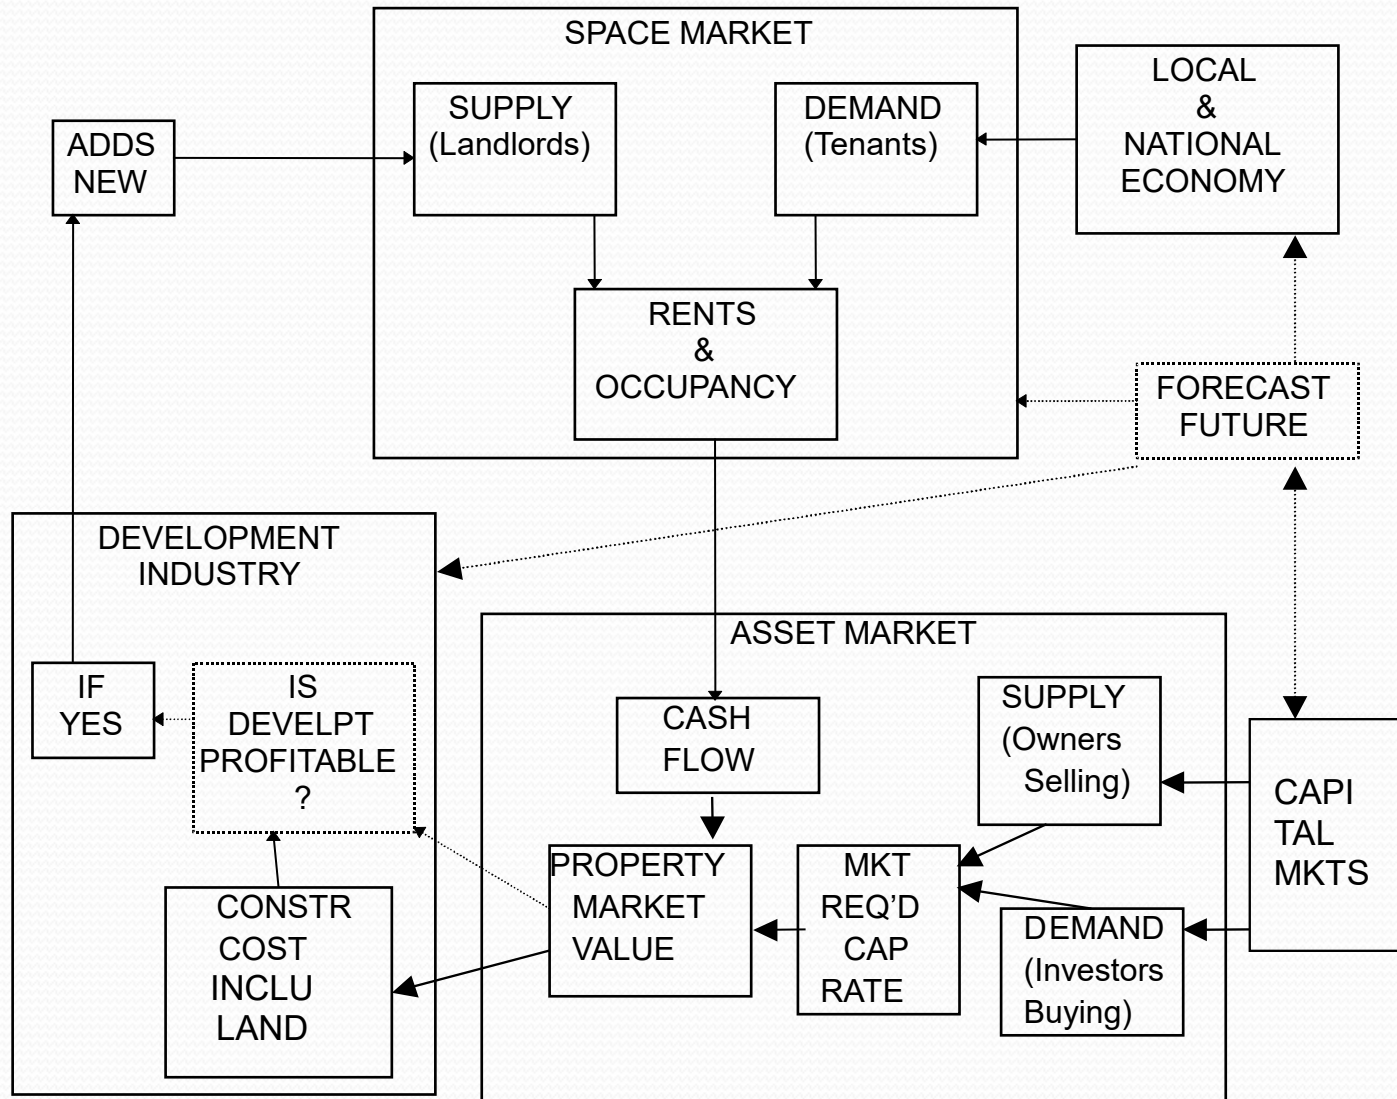 SPACE MARKET
SUPPLY
(Landlords)
DEMAND
(Tenants)
LOCAL
&
NATIONAL
ECONOMY
ADDS
NEW
RENTS
&
OCCUPANCY
FORECAST
FUTURE
DEVELOPMENT
INDUSTRY
IF
YES
IS
DEVELPT
PROFITABLE
?
CONSTR
COST
INCLU
LAND
ASSET MARKET
CASH
FLOW
SUPPLY
(Owners
Selling)
PROPERTY
MARKET
VALUE
MKT
REQ’D
CAP
RATE
DEMAND
(Investors
Buying)
CAPI
TAL
MKTS